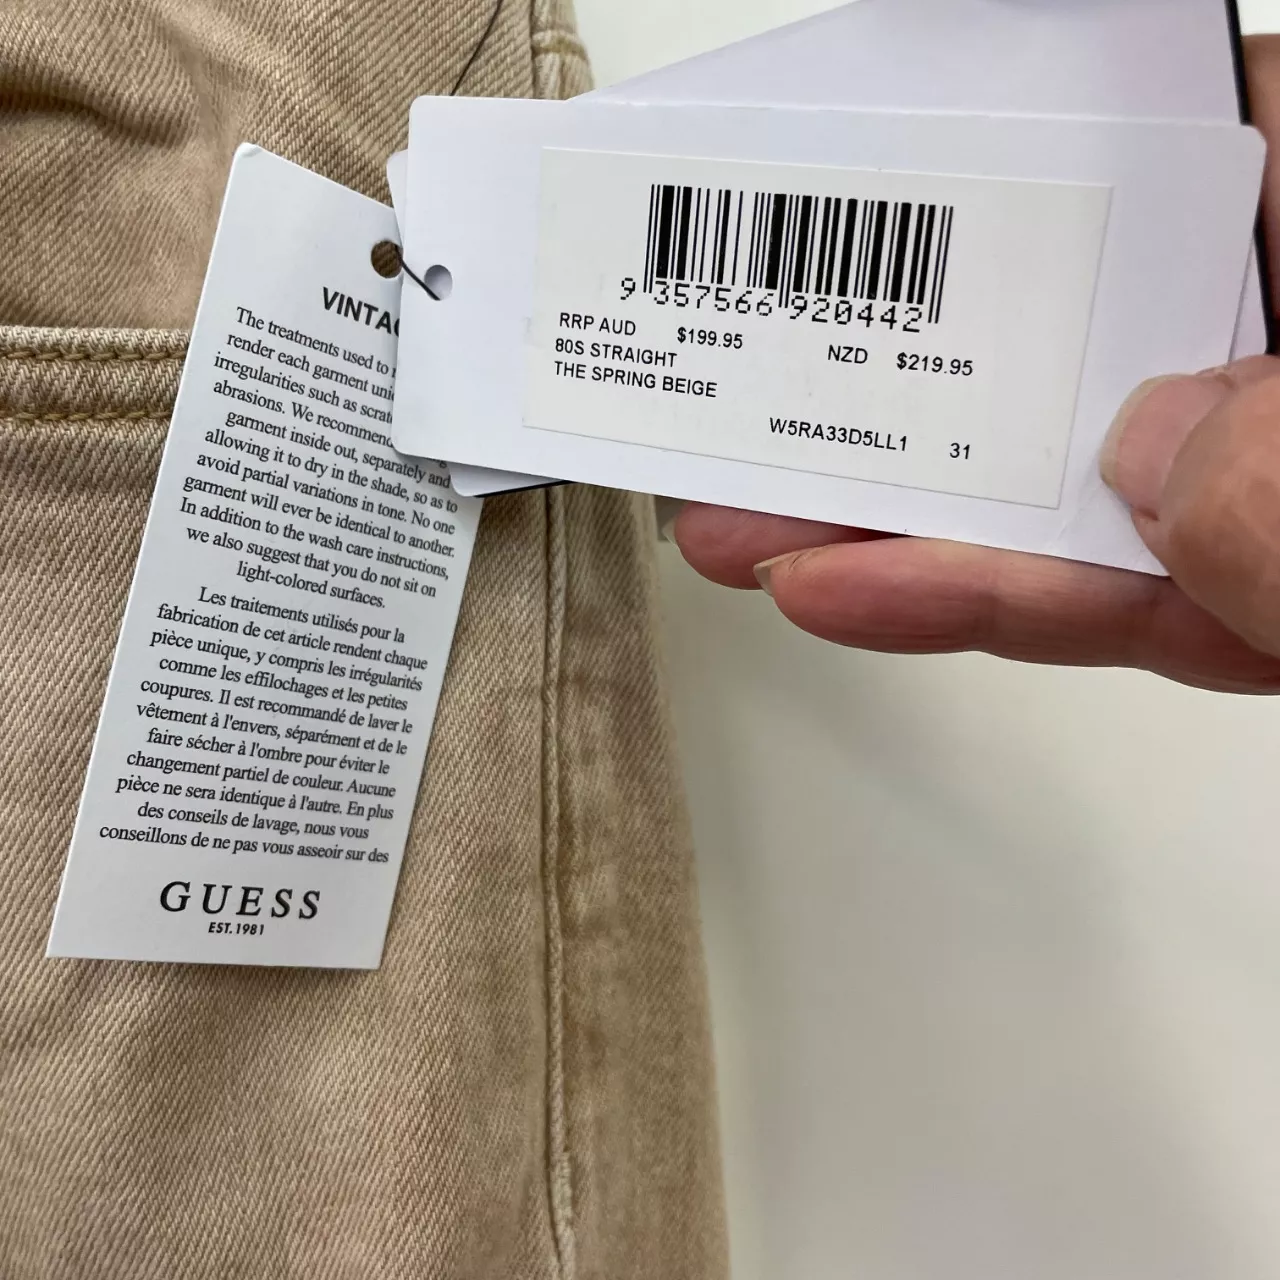 VINTA
The treatments used to
render each garment uni
irregularities such as scrat
abrasions. We recommend
garment inside out, separately and
allowing it to dry in the shade, so as to
avoid partial variations in tone. No one
garment will ever be identical to another.
In addition to the wash care instructions,
we also suggest that you do not sit on
light-colored surfaces.
Les traitements utilisés pour la
fabrication de cet article rendent chaque
pièce unique, y compris les irrégularités
comme les effilochages et les petites
coupures. Il est recommandé de laver le
vêtement à l'envers, séparément et de le
faire sécher à l'ombre pour éviter le
changement partiel de couleur. Aucune
pièce ne sera identique à l'autre. En plus
des conseils de lavage, nous vous
conseillons de ne pas vous asseoir sur des
GUESS
EST. 1981
9 357566 920442
RRP AUD $199.95 NZD $219.95
80S STRAIGHT
THE SPRING BEIGE
W5RA33D5LL1 31